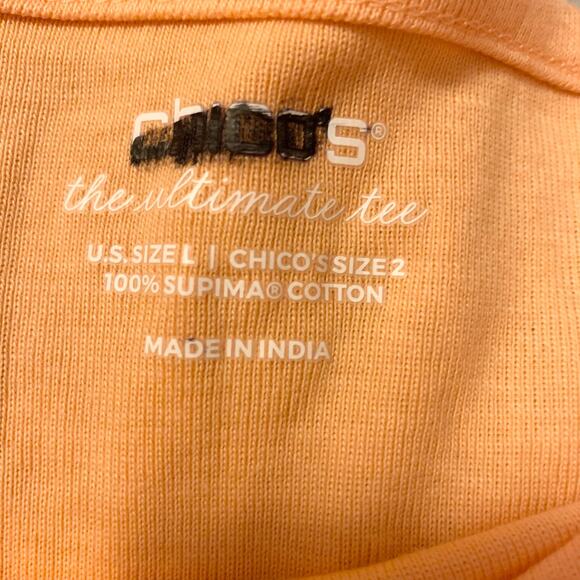 chico's®
the ultimate tee
U.S. SIZE L | CHICO'S SIZE 2
100% SUPIMA® COTTON
MADE IN INDIA